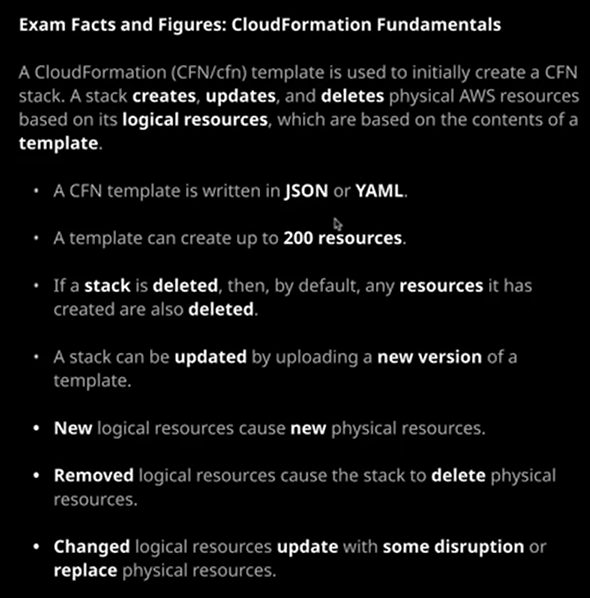 Exam Facts and Figures: CloudFormation Fundamentals
A CloudFormation (CFN/cfn) template is used to initially create a CFN
stack. A stack creates, updates, and deletes physical AWS resources
based on its logical resources, which are based on the contents of a
template.
• A CFN template is written in JSON or YAML.
• A template can create up to 200 resources.
• If a stack is deleted, then, by default, any resources it has
created are also deleted.
• A stack can be updated by uploading a new version of a
template.
• New logical resources cause new physical resources.
• Removed logical resources cause the stack to delete physical
resources.
• Changed logical resources update with some disruption or
replace physical resources.